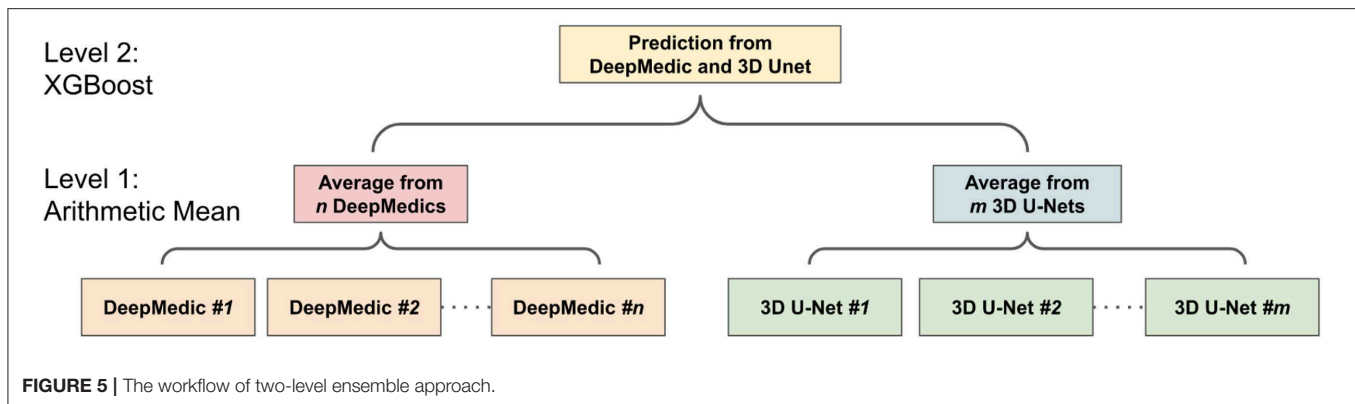 Level 2:
XGBoost
Prediction from
DeepMedic and 3D Unet
Level 1:
Arithmetic Mean
Average from
n DeepMedics
Average from
m 3D U-Nets
DeepMedic #1
DeepMedic #2
DeepMedic #n
3D U-Net #1
3D U-Net #2
3D U-Net #m
FIGURE 5 | The workflow of two-level ensemble approach.